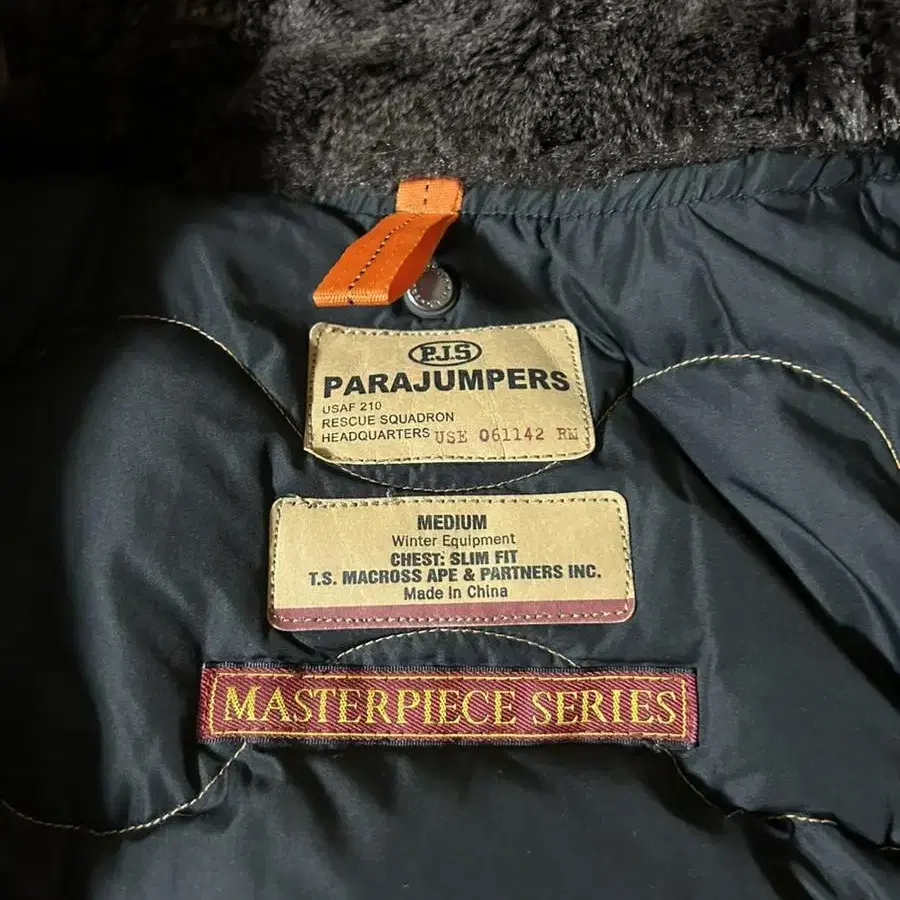 P.J.S
PARAJUMPERS
USAF 210
RESCUE SQUADRON
HEADQUARTERS USE 061142 RM
MEDIUM
Winter Equipment
CHEST: SLIM FIT
T.S. MACROSS APE & PARTNERS INC.
Made In China
MASTERPIECE SERIES